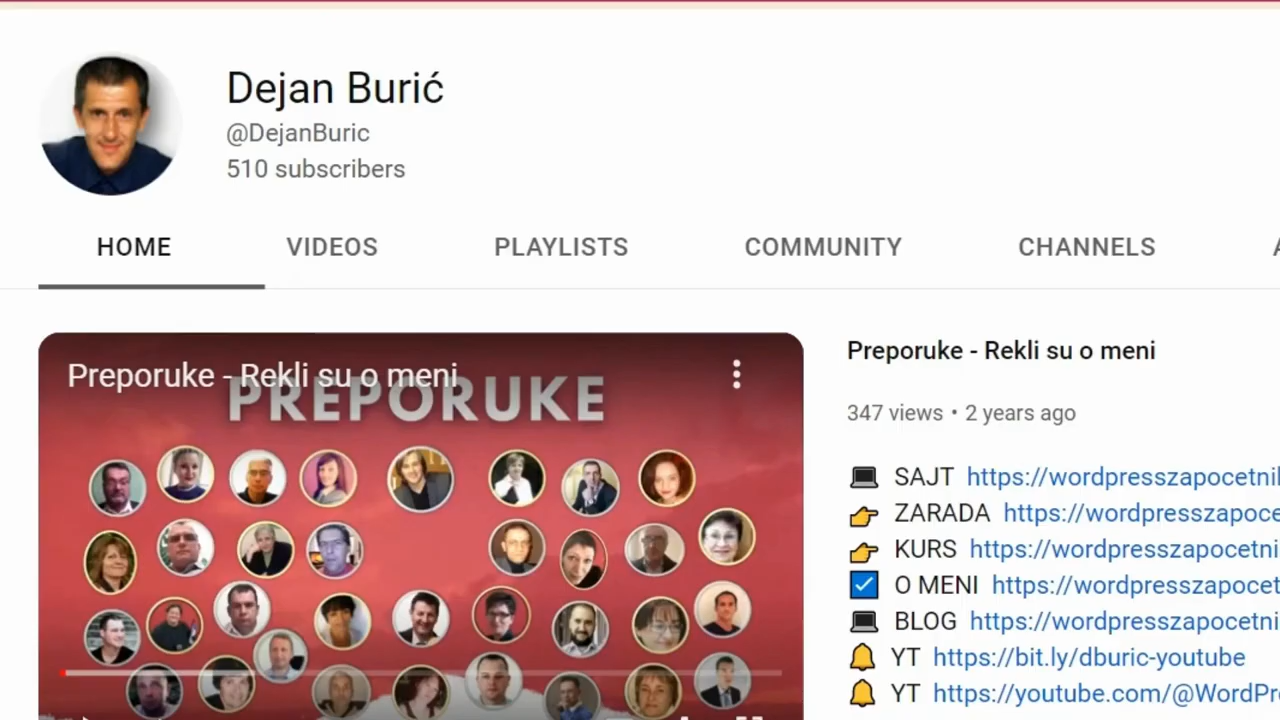 Dejan Burić
@DejanBuric
510 subscribers
HOME VIDEOS PLAYLISTS COMMUNITY CHANNELS
Preporuke - Rekli su o meni
PREPORUKE
Preporuke - Rekli su o meni
347 views • 2 years ago
SAJT https://wordpresszapocetni
ZARADA https://wordpresszapoce
KURS https://wordpresszapocetni
O MENI https://wordpresszapocet
BLOG https://wordpresszapocetni
YT https://bit.ly/dburic-youtube
YT https://youtube.com/@WordPr